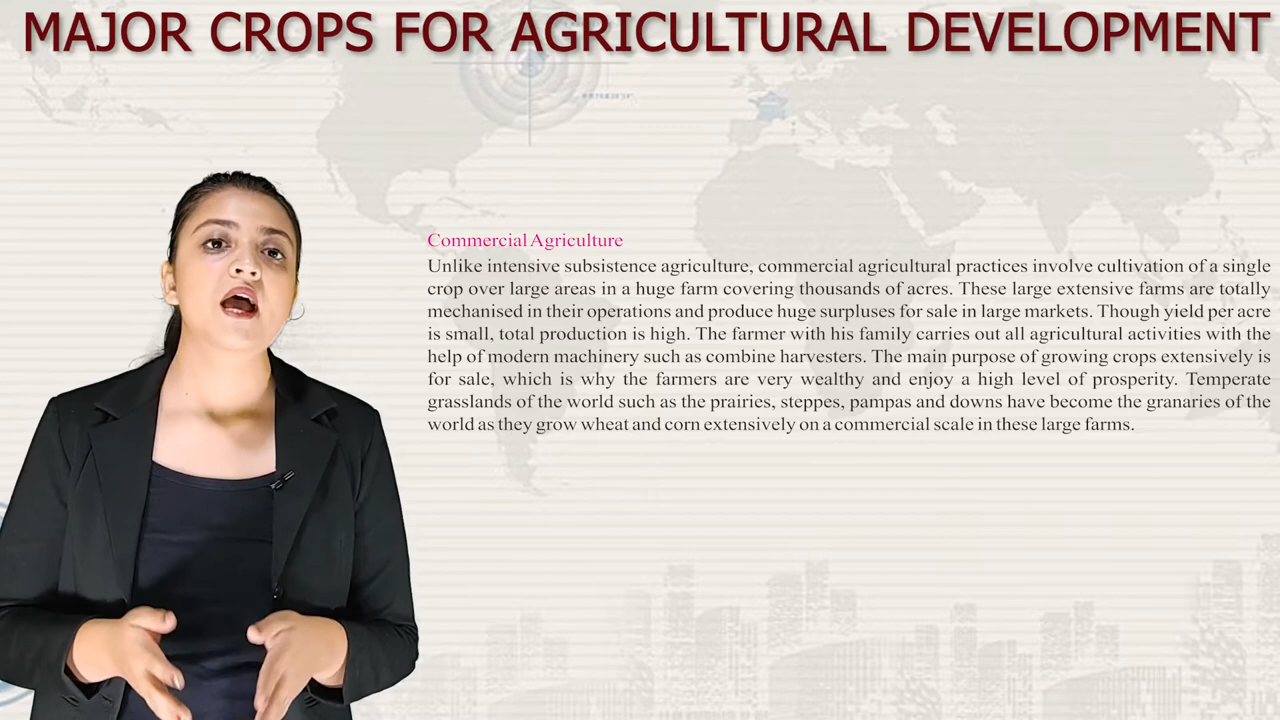 MAJOR CROPS FOR AGRICULTURAL DEVELOPMENT
Commercial Agriculture
Unlike intensive subsistence agriculture, commercial agricultural practices involve cultivation of a single
crop over large areas in a huge farm covering thousands of acres. These large extensive farms are totally
mechanised in their operations and produce huge surpluses for sale in large markets. Though yield per acre
is small, total production is high. The farmer with his family carries out all agricultural activities with the
help of modern machinery such as combine harvesters. The main purpose of growing crops extensively is
for sale, which is why the farmers are very wealthy and enjoy a high level of prosperity. Temperate
grasslands of the world such as the prairies, steppes, pampas and downs have become the granaries of the
world as they grow wheat and corn extensively on a commercial scale in these large farms.